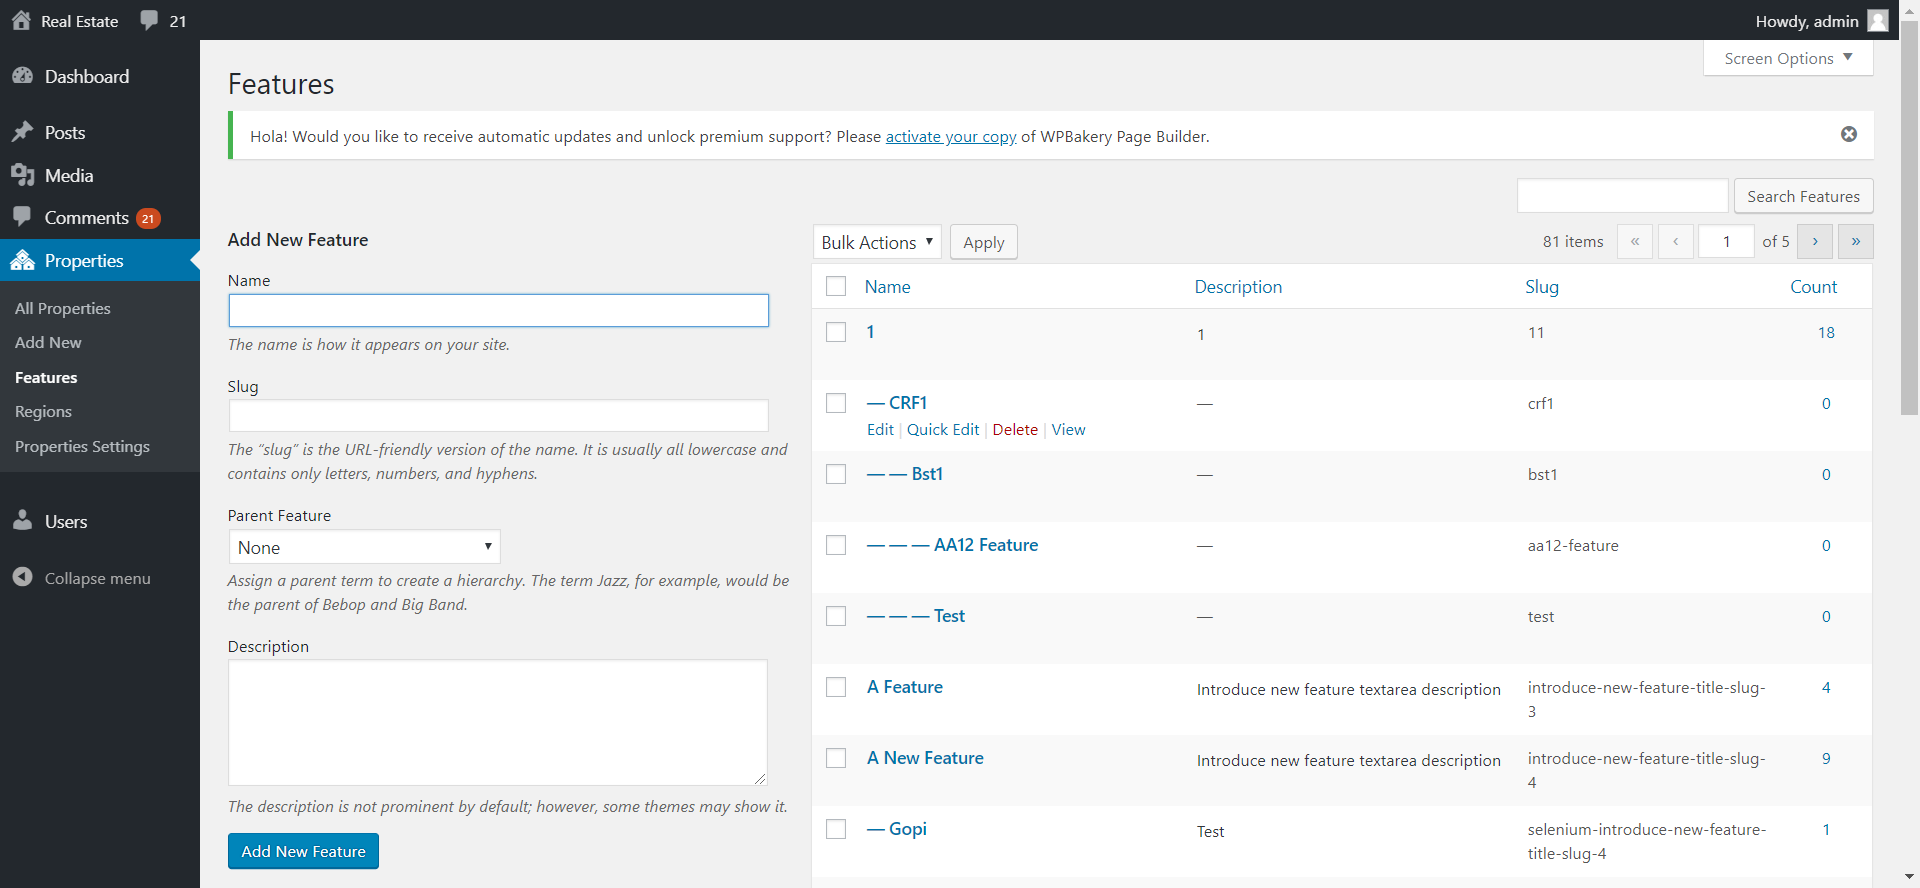 Real Estate 21
Howdy, admin
Dashboard
Posts
Media
Comments 21
Properties
All Properties
Add New
Features
Regions
Properties Settings
Users
Collapse menu
Screen Options
Features
Hola! Would you like to receive automatic updates and unlock premium support? Please activate your copy of WPBakery Page Builder.
Search Features
Add New Feature
Name
The name is how it appears on your site.
Slug
The “slug” is the URL-friendly version of the name. It is usually all lowercase and
contains only letters, numbers, and hyphens.
Parent Feature
None
Assign a parent term to create a hierarchy. The term Jazz, for example, would be
the parent of Bebop and Big Band.
Description
The description is not prominent by default; however, some themes may show it.
Add New Feature
Bulk Actions Apply 81 items « ‹ 1 of 5 › »
Name Description Slug Count
1 1 11 18
— CRF1 — crf1 0
Edit | Quick Edit | Delete | View
— — Bst1 — bst1 0
— — — AA12 Feature — aa12-feature 0
— — — Test — test 0
A Feature Introduce new feature textarea description introduce-new-feature-title-slug- 4
3
A New Feature Introduce new feature textarea description introduce-new-feature-title-slug- 9
4
— Gopi Test selenium-introduce-new-feature- 1
title-slug-4